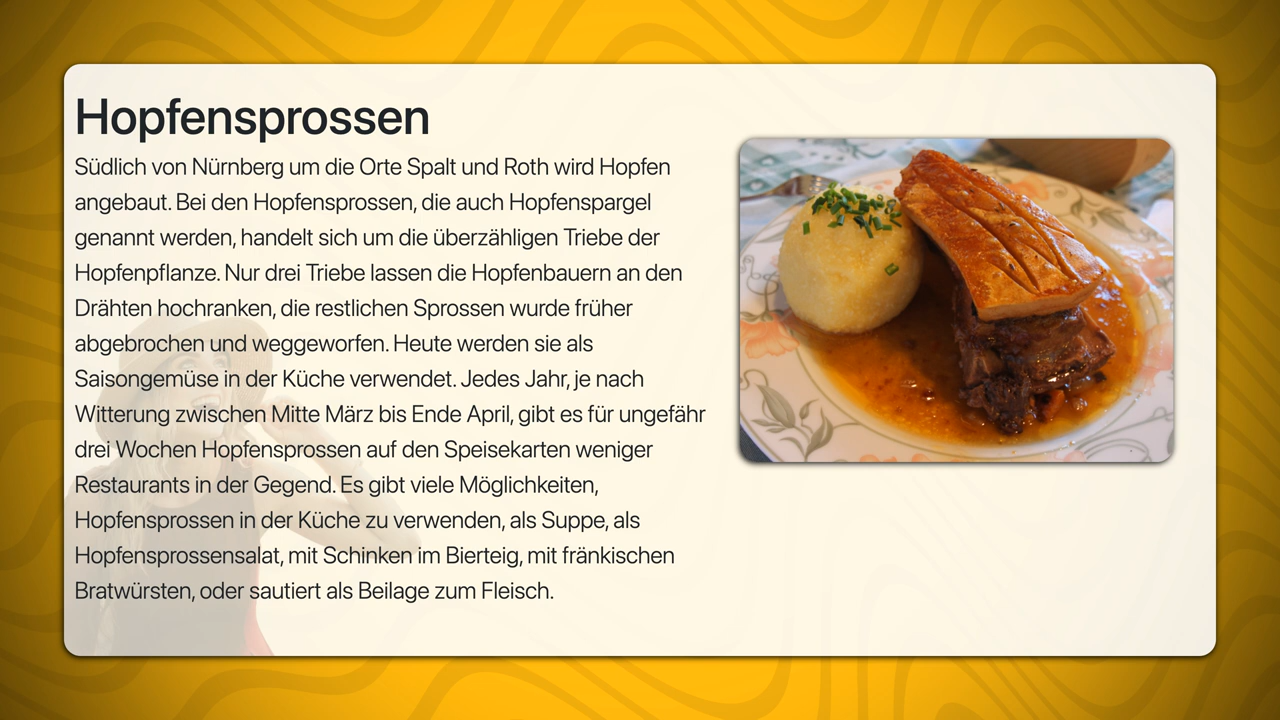 Hopfensprossen
Südlich von Nürnberg um die Orte Spalt und Roth wird Hopfen
angebaut. Bei den Hopfensprossen, die auch Hopfenspargel
genannt werden, handelt sich um die überzähligen Triebe der
Hopfenpflanze. Nur drei Triebe lassen die Hopfenbauern an den
Drähten hochranken, die restlichen Sprossen wurde früher
abgebrochen und weggeworfen. Heute werden sie als
Saisongemüse in der Küche verwendet. Jedes Jahr, je nach
Witterung zwischen Mitte März bis Ende April, gibt es für ungefähr
drei Wochen Hopfensprossen auf den Speisekarten weniger
Restaurants in der Gegend. Es gibt viele Möglichkeiten,
Hopfensprossen in der Küche zu verwenden, als Suppe, als
Hopfensprossensalat, mit Schinken im Bierteig, mit fränkischen
Bratwürsten, oder sautiert als Beilage zum Fleisch.